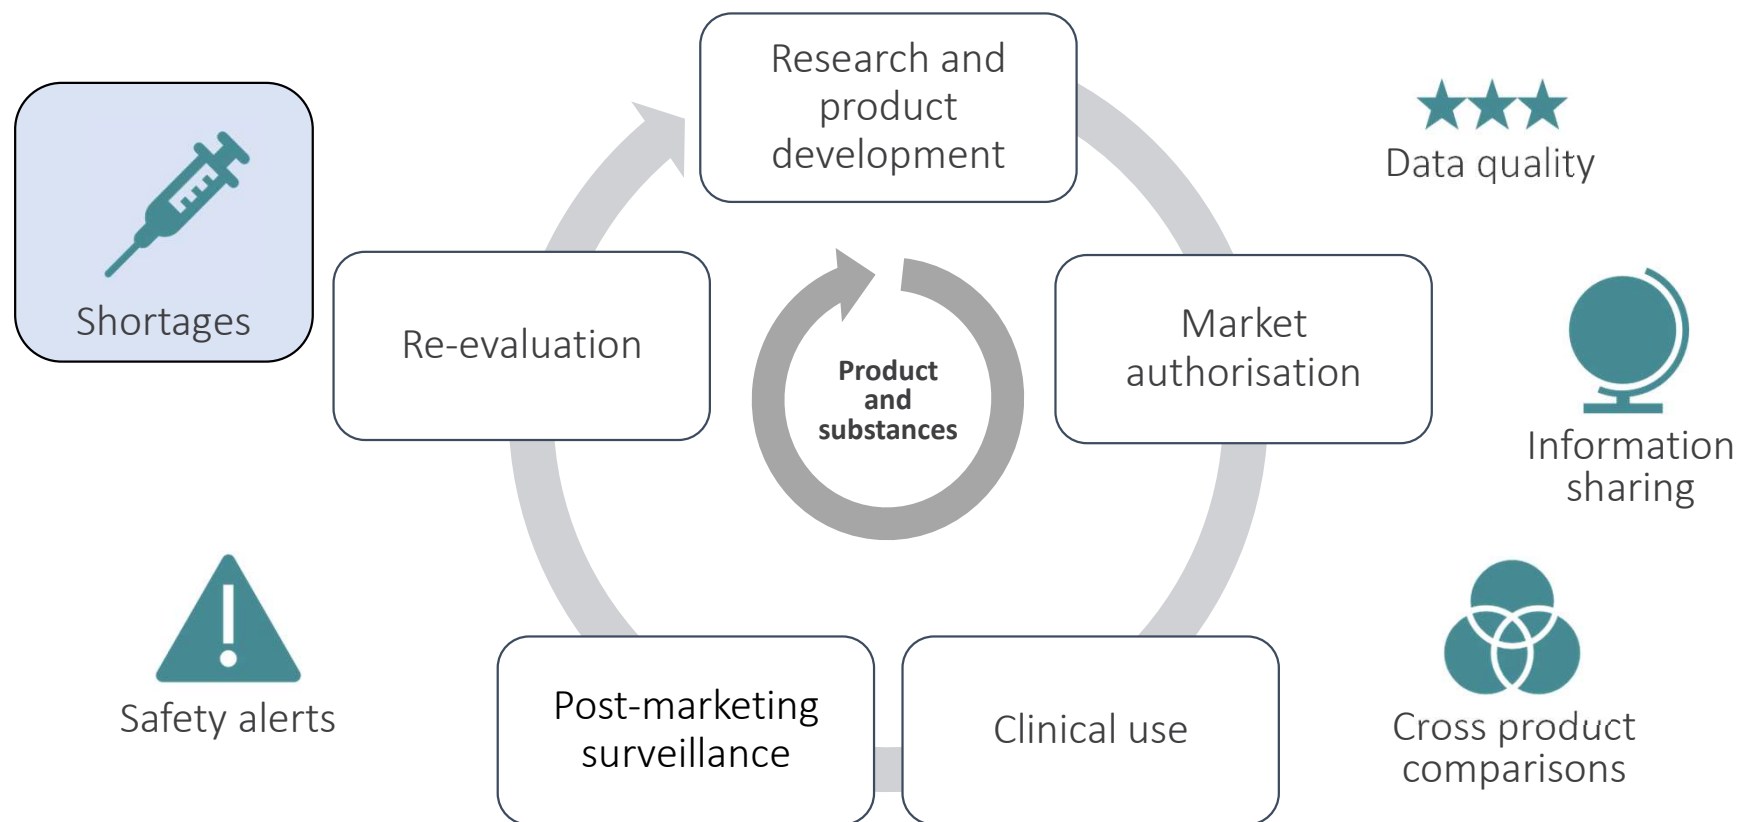 Research and
product
development
Data quality
Shortages
Re-evaluation
Market
authorisation
Product
and
substances
Information
sharing
Safety alerts
Post-marketing
surveillance
Clinical use
Cross product
comparisons